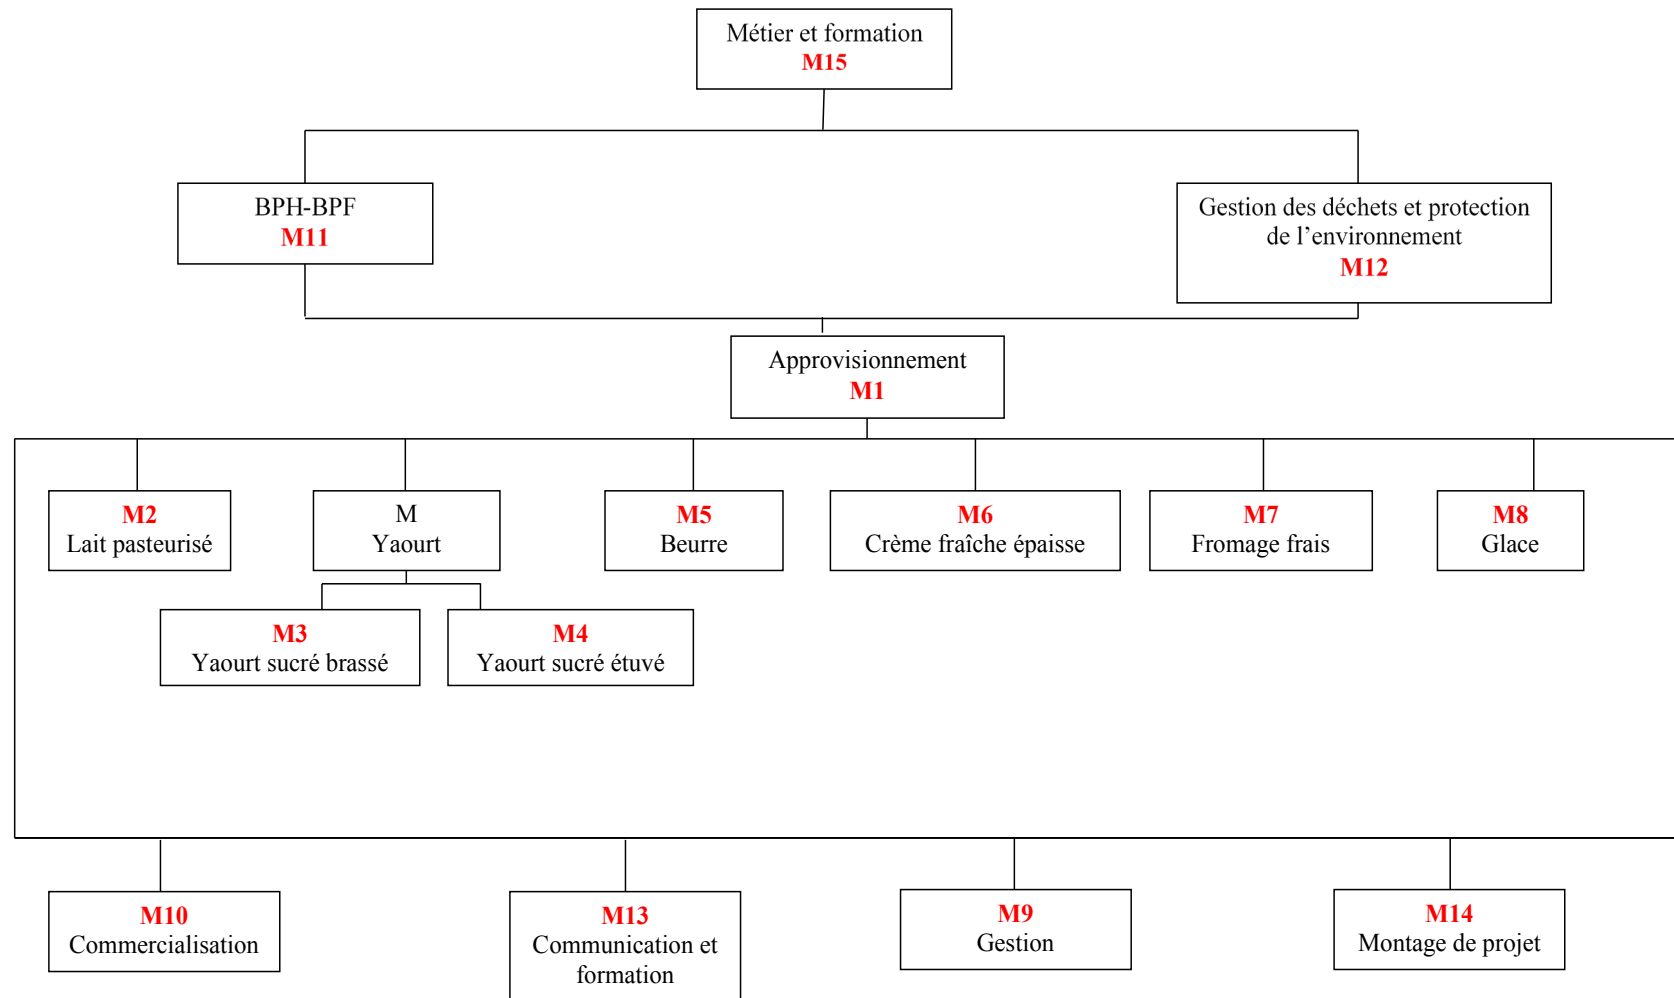 Métier et formation
M15
BPH-BPF
M11
Gestion des déchets et protection
de l’environnement
M12
Approvisionnement
M1
M2
Lait pasteurisé
M
Yaourt
M5
Beurre
M6
Crème fraîche épaisse
M7
Fromage frais
M8
Glace
M3
Yaourt sucré brassé
M4
Yaourt sucré étuvé
M10
Commercialisation
M13
Communication et
formation
M9
Gestion
M14
Montage de projet